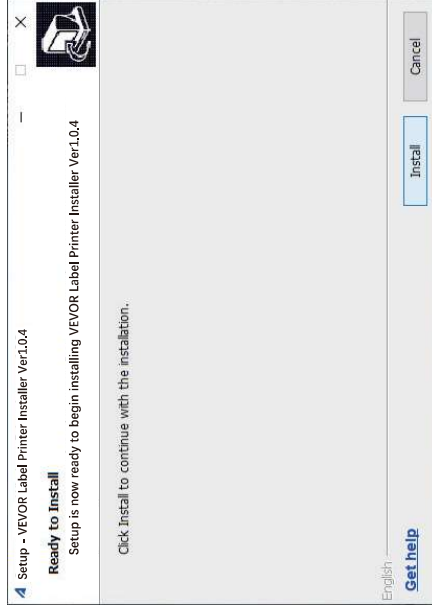 Setup - VEVOR Label Printer Installer Ver1.0.4
Ready to Install
Setup is now ready to begin installing VEVOR Label Printer Installer Ver1.0.4
Click Install to continue with the installation.
English
Get help
Install
Cancel